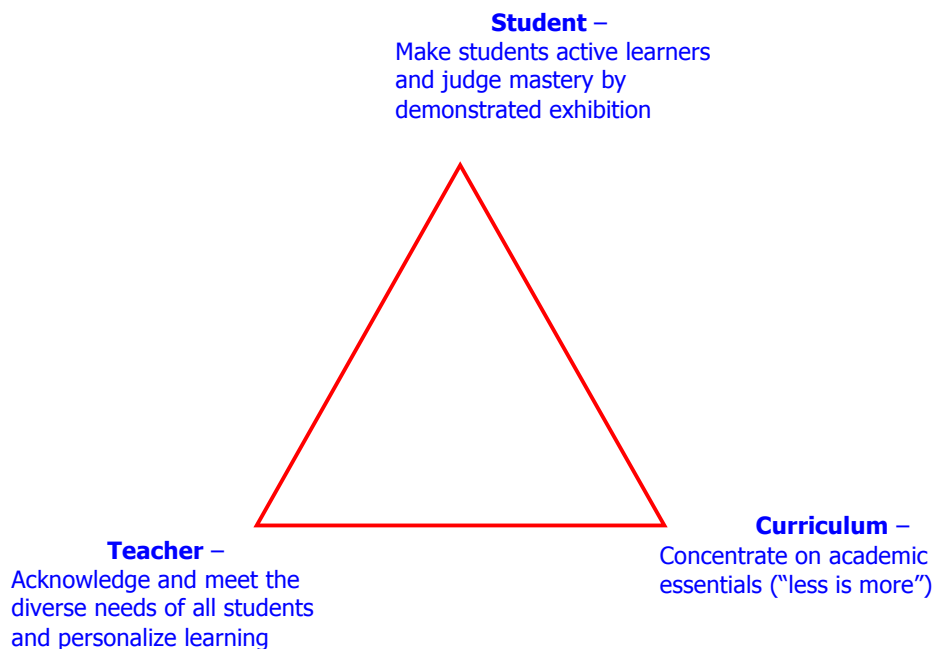 Student –
Make students active learners
and judge mastery by
demonstrated exhibition
Teacher –
Acknowledge and meet the
diverse needs of all students
and personalize learning
Curriculum –
Concentrate on academic
essentials (“less is more”)